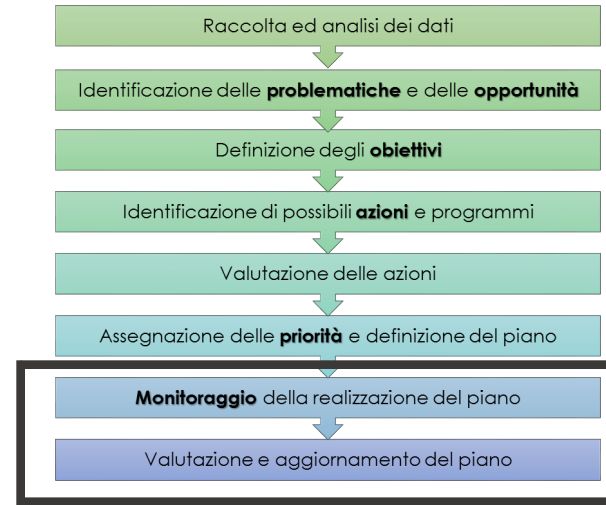 Raccolta ed analisi dei dati
Identificazione delle problematiche e delle opportunità
Definizione degli obiettivi
Identificazione di possibili azioni e programmi
Valutazione delle azioni
Assegnazione delle priorità e definizione del piano
Monitoraggio della realizzazione del piano
Valutazione e aggiornamento del piano